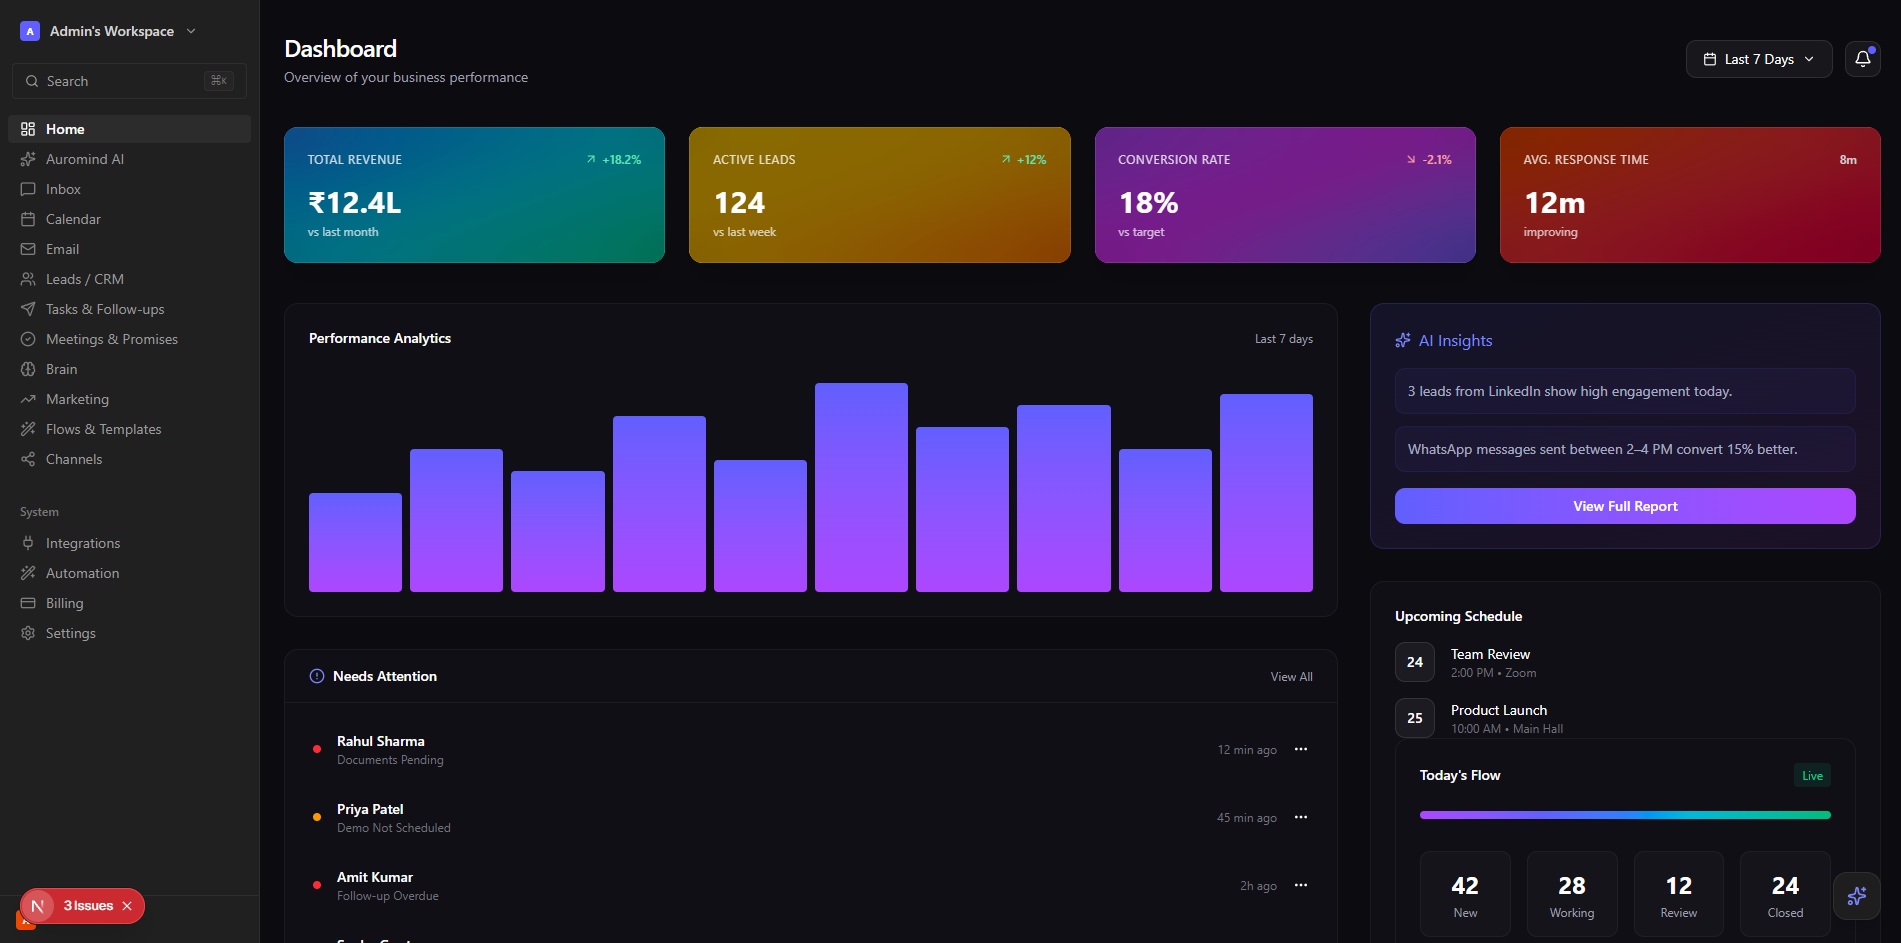 A Admin's Workspace
Search ⌘K
Home
Auromind AI
Inbox
Calendar
Email
Leads / CRM
Tasks & Follow-ups
Meetings & Promises
Brain
Marketing
Flows & Templates
Channels
System
Integrations
Automation
Billing
Settings
N 3 Issues
Dashboard
Overview of your business performance
Last 7 Days
TOTAL REVENUE +18.2%
₹12.4L
vs last month
ACTIVE LEADS +12%
124
vs last week
CONVERSION RATE -2.1%
18%
vs target
AVG. RESPONSE TIME 8m
12m
improving
Performance Analytics Last 7 days
Needs Attention View All
Rahul Sharma
Documents Pending
12 min ago
Priya Patel
Demo Not Scheduled
45 min ago
Amit Kumar
Follow-up Overdue
2h ago
AI Insights
3 leads from LinkedIn show high engagement today.
WhatsApp messages sent between 2–4 PM convert 15% better.
View Full Report
Upcoming Schedule
24 Team Review
2:00 PM • Zoom
25 Product Launch
10:00 AM • Main Hall
Today's Flow Live
42 New
28 Working
12 Review
24 Closed